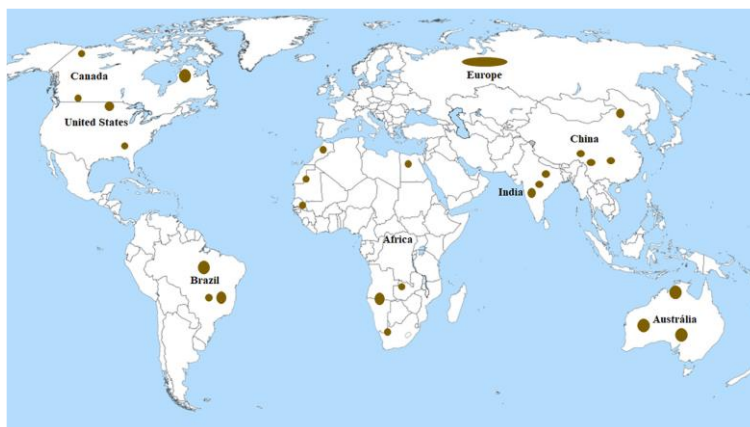 Canada
Europe
United States
China
India
Africa
Brazil
Austrália